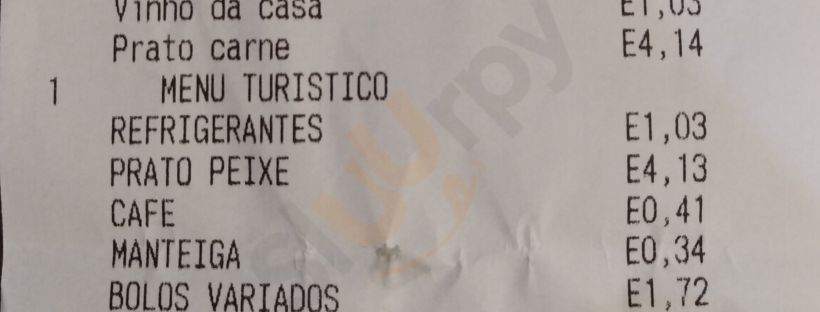 Vinho da casa E1,03
Prato carne E4,14
1 MENU TURISTICO
REFRIGERANTES E1,03
PRATO PEIXE E4,13
CAFE E0,41
MANTEIGA E0,34
BOLOS VARIADOS E1,72
sluurpy